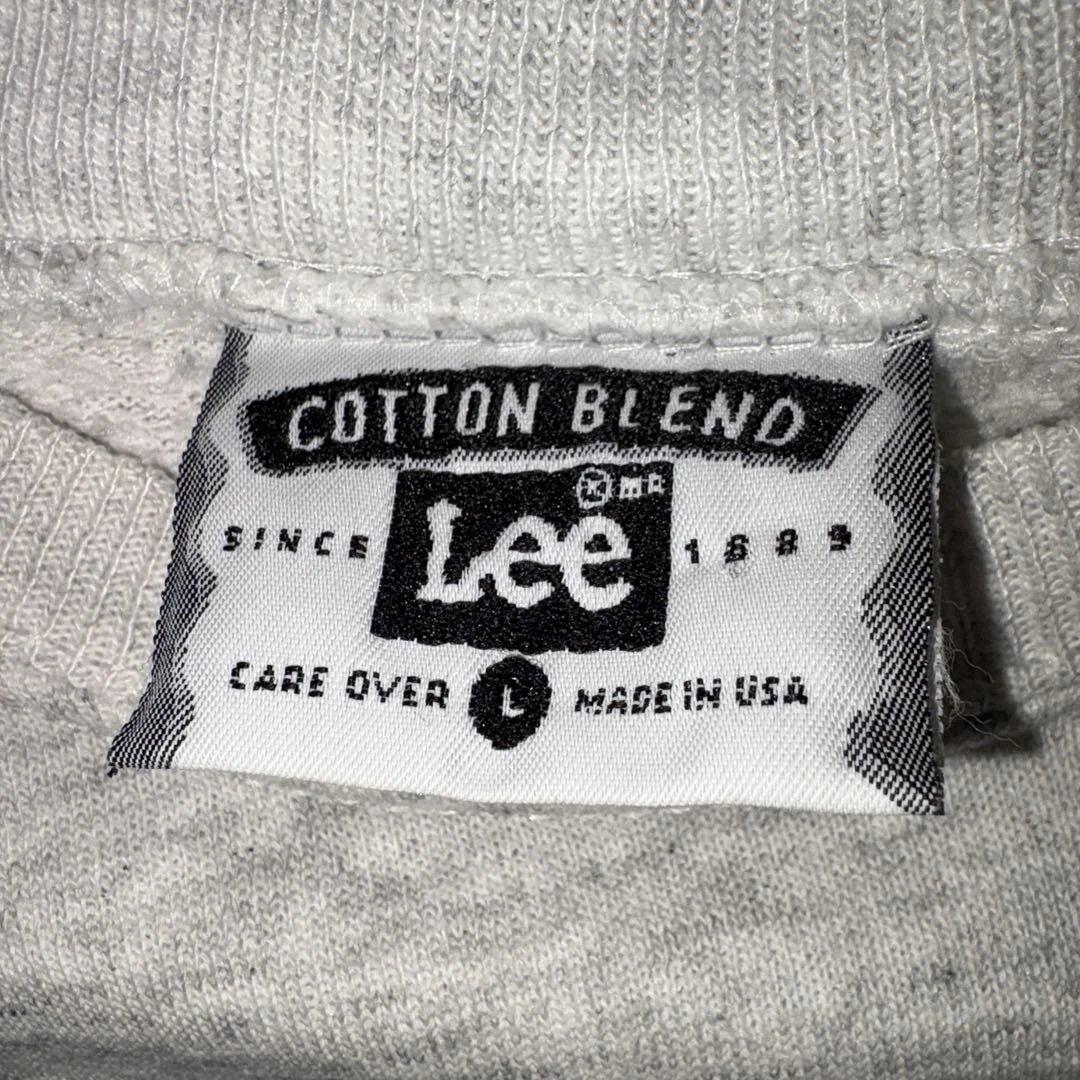 COTTON BLEND
Lee ® MR
SINCE 1889
CARE OVER L MADE IN USA